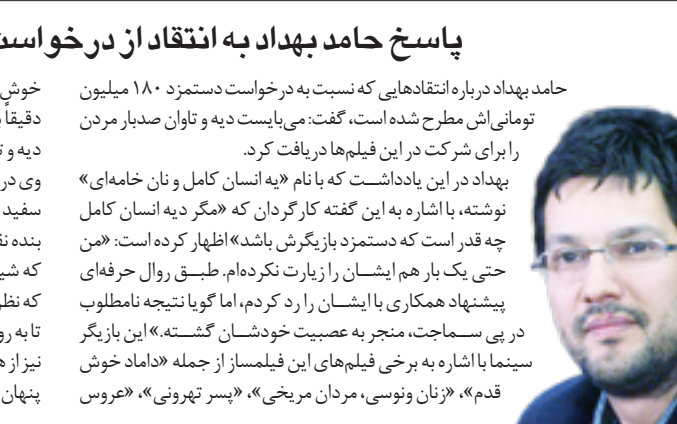 پاسخ حامد بهداد به انتقاد از درخواست
حامد بهداد درباره انتقادهایی که نسبت به درخواست دستمزد ۱۸۰ میلیون
تومانی‌اش مطرح شده است، گفت: می‌بایست دیه و تاوان صدبار مردن
را برای شرکت در این فیلم‌ها دریافت کرد.
بهداد در این یادداشت که با نام «یه انسان کامل و نان خامه‌ای»
نوشته، با اشاره به این گفته کارگردان که «مگر دیه انسان کامل
چه قدر است که دستمزد بازیگرش باشد» اظهار کرده است: «من
حتی یک بار هم ایشان را زیارت نکرده‌ام. طبق روال حرفه‌ای
پیشنهاد همکاری با ایشان را رد کردم، اما گویا نتیجه نامطلوب
در پی سماجت، منجر به عصبیت خودشان گشته.» این بازیگر
سینما با اشاره به برخی فیلم‌های این فیلمساز از جمله «داماد خوش
قدم»، «زنان ونوسی، مردان مریخی»، «پسر تهرونی»، «عروس
خوش
دقیقاً
دیه و
وی در
سفید
بنده
که
که نظر
تا به
نیز از
پنهان